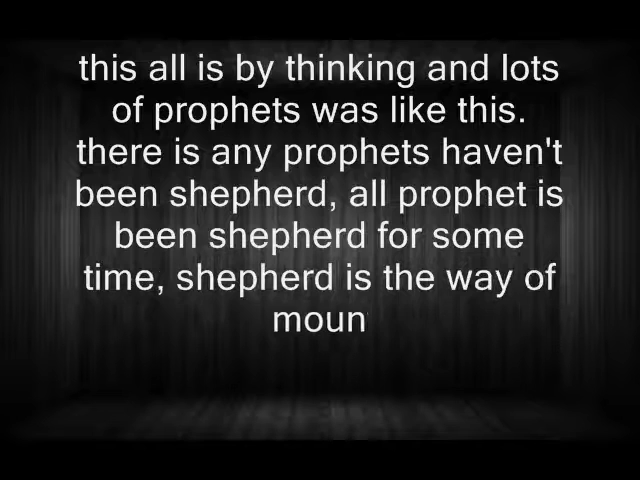 this all is by thinking and lots
of prophets was like this.
there is any prophets haven't
been shepherd, all prophet is
been shepherd for some
time, shepherd is the way of
moun